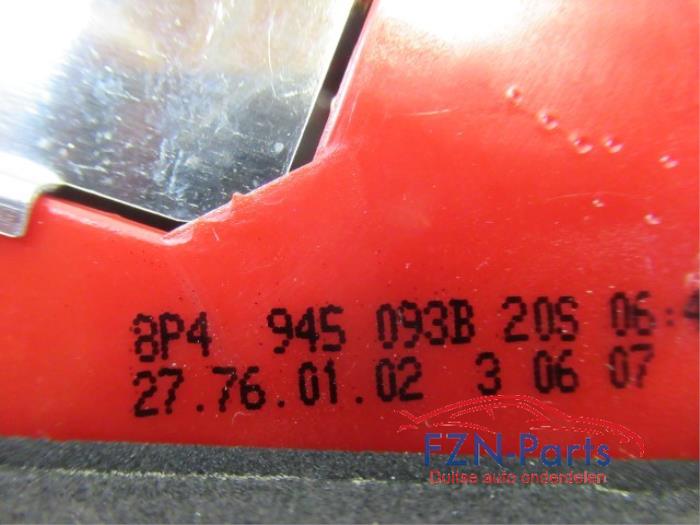 8P4 945 093B 20S 06:
27.76.01.02 3 06 07
FZN-Parts
Duitse auto onderdelen